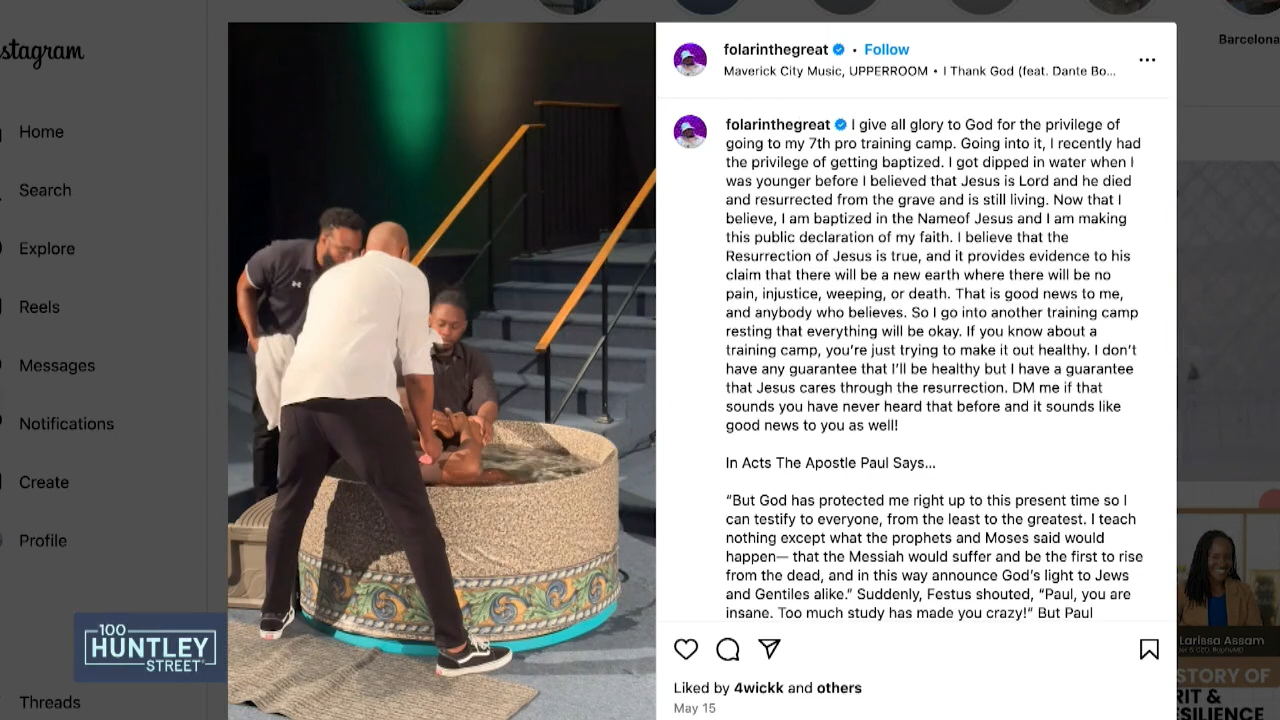 stagram
Home
Search
Explore
Reels
Messages
Notifications
Create
Profile
Threads
100
HUNTLEY
STREET
folarinthegreat • Follow
Maverick City Music, UPPERROOM • I Thank God (feat. Dante Bo...
folarinthegreat I give all glory to God for the privilege of
going to my 7th pro training camp. Going into it, I recently had
the privilege of getting baptized. I got dipped in water when I
was younger before I believed that Jesus is Lord and he died
and resurrected from the grave and is still living. Now that I
believe, I am baptized in the Nameof Jesus and I am making
this public declaration of my faith. I believe that the
Resurrection of Jesus is true, and it provides evidence to his
claim that there will be a new earth where there will be no
pain, injustice, weeping, or death. That is good news to me,
and anybody who believes. So I go into another training camp
resting that everything will be okay. If you know about a
training camp, you're just trying to make it out healthy. I don't
have any guarantee that I'll be healthy but I have a guarantee
that Jesus cares through the resurrection. DM me if that
sounds you have never heard that before and it sounds like
good news to you as well!
In Acts The Apostle Paul Says...
“But God has protected me right up to this present time so I
can testify to everyone, from the least to the greatest. I teach
nothing except what the prophets and Moses said would
happen— that the Messiah would suffer and be the first to rise
from the dead, and in this way announce God's light to Jews
and Gentiles alike.” Suddenly, Festus shouted, “Paul, you are
insane. Too much study has made you crazy!” But Paul
Liked by 4wickk and others
May 15
Barcelona
Larissa Assam
STORY OF
RIT &
ESILIENCE